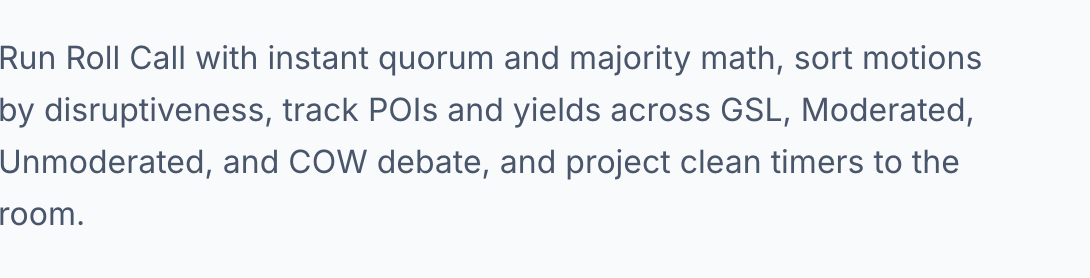 Run Roll Call with instant quorum and majority math, sort motions
by disruptiveness, track POIs and yields across GSL, Moderated,
Unmoderated, and COW debate, and project clean timers to the
room.